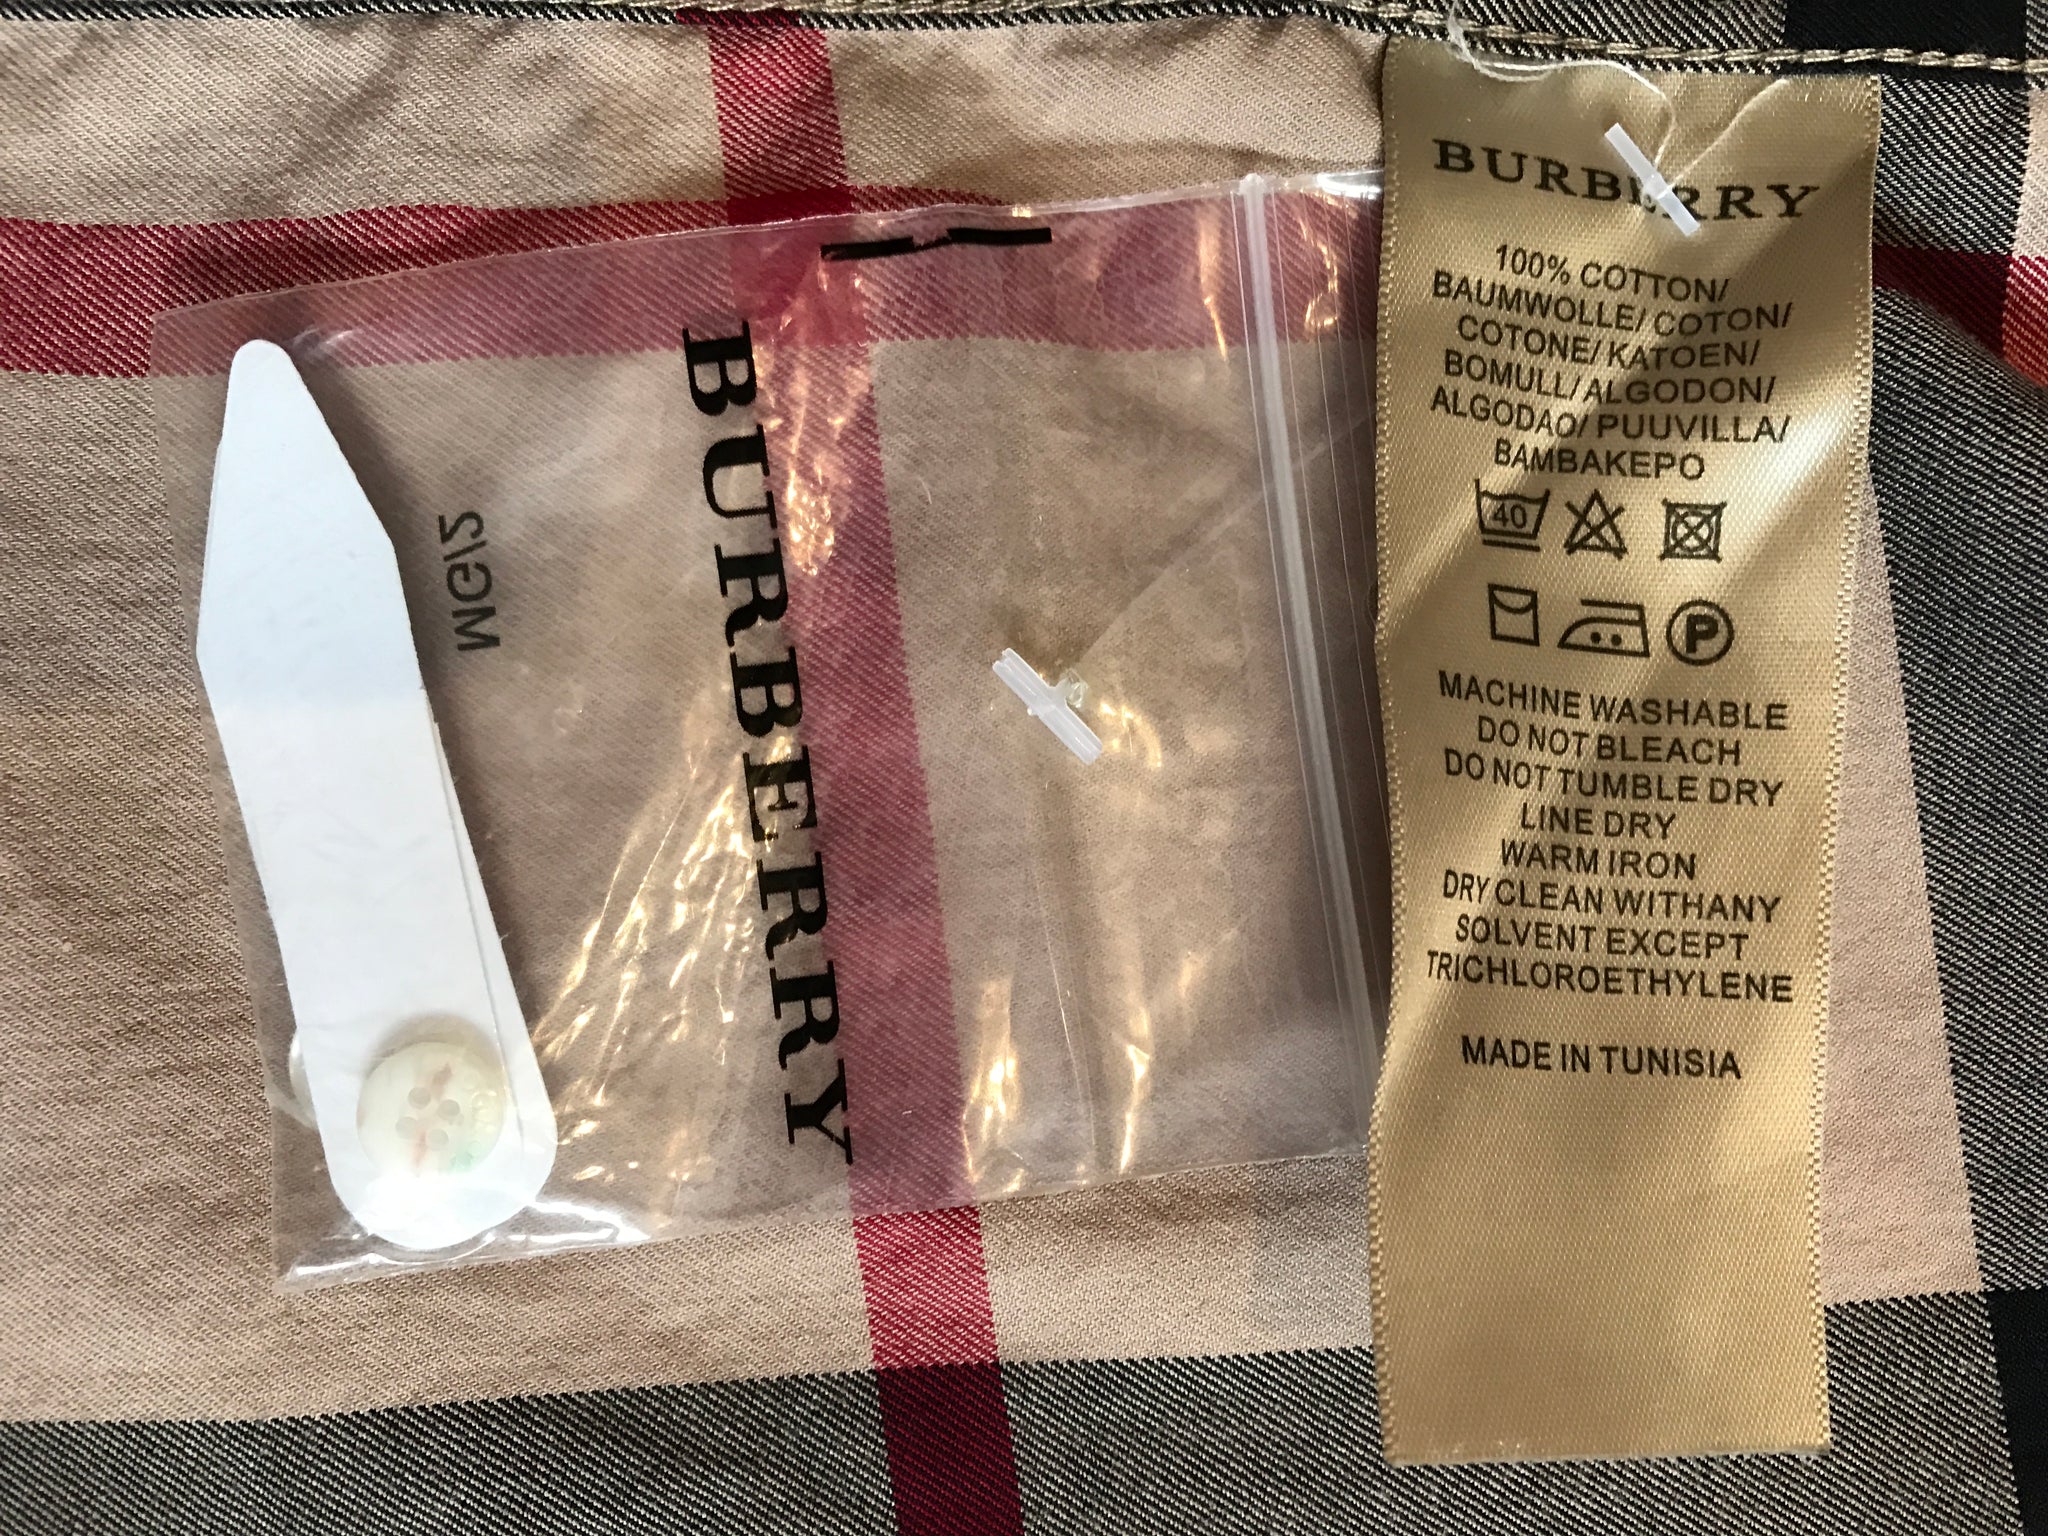 BURBERRY
MG12
BURBERRY
100% COTTON/
BAUMWOLLE/ COTON/
COTONE/ KATOEN/
BOMULL/ ALGODON/
ALGODAO/ PUUVILLA/
BAMBAKEPO
40
P
MACHINE WASHABLE
DO NOT BLEACH
DO NOT TUMBLE DRY
LINE DRY
WARM IRON
DRY CLEAN WITHANY
SOLVENT EXCEPT
TRICHLOROETHYLENE
MADE IN TUNISIA